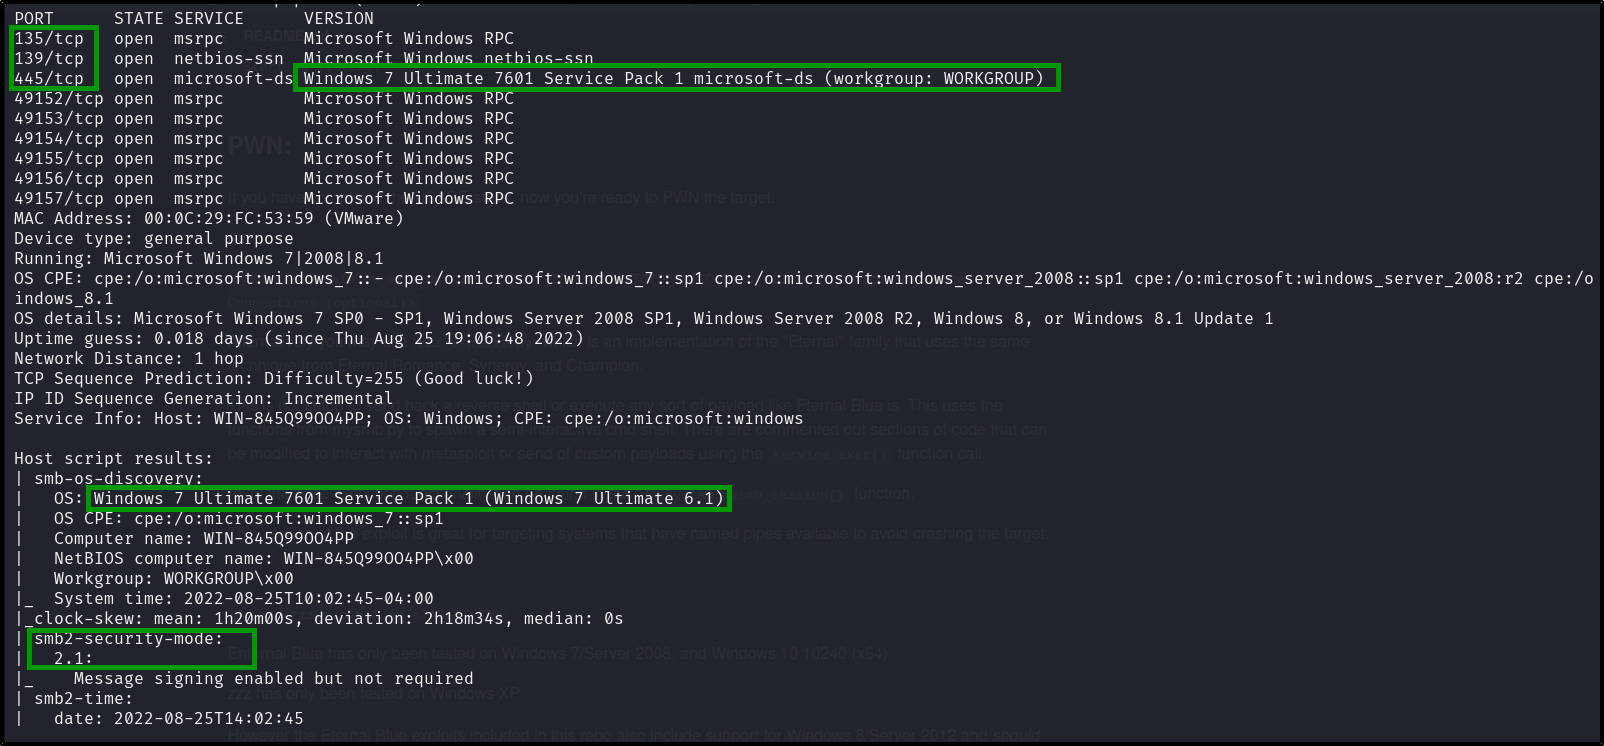 PORT STATE SERVICE VERSION
135/tcp open msrpc Microsoft Windows RPC
139/tcp open netbios-ssn Microsoft Windows netbios-ssn
445/tcp open microsoft-ds Windows 7 Ultimate 7601 Service Pack 1 microsoft-ds (workgroup: WORKGROUP)
49152/tcp open msrpc Microsoft Windows RPC
49153/tcp open msrpc Microsoft Windows RPC
49154/tcp open msrpc Microsoft Windows RPC
49155/tcp open msrpc Microsoft Windows RPC
49156/tcp open msrpc Microsoft Windows RPC
49157/tcp open msrpc Microsoft Windows RPC
MAC Address: 00:0C:29:FC:53:59 (VMware)
Device type: general purpose
Running: Microsoft Windows 7|2008|8.1
OS CPE: cpe:/o:microsoft:windows_7::- cpe:/o:microsoft:windows_7::sp1 cpe:/o:microsoft:windows_server_2008::sp1 cpe:/o:microsoft:windows_server_2008:r2 cpe:/o
indows_8.1
OS details: Microsoft Windows 7 SP0 - SP1, Windows Server 2008 SP1, Windows Server 2008 R2, Windows 8, or Windows 8.1 Update 1
Uptime guess: 0.018 days (since Thu Aug 25 19:06:48 2022)
Network Distance: 1 hop
TCP Sequence Prediction: Difficulty=255 (Good luck!)
IP ID Sequence Generation: Incremental
Service Info: Host: WIN-845Q99OO4PP; OS: Windows; CPE: cpe:/o:microsoft:windows
Host script results:
| smb-os-discovery:
|   OS: Windows 7 Ultimate 7601 Service Pack 1 (Windows 7 Ultimate 6.1)
|   OS CPE: cpe:/o:microsoft:windows_7::sp1
|   Computer name: WIN-845Q99OO4PP
|   NetBIOS computer name: WIN-845Q99OO4PP\x00
|   Workgroup: WORKGROUP\x00
|_  System time: 2022-08-25T10:02:45-04:00
|_clock-skew: mean: 1h20m00s, deviation: 2h18m34s, median: 0s
| smb2-security-mode:
|   2.1:
|_    Message signing enabled but not required
| smb2-time:
|   date: 2022-08-25T14:02:45